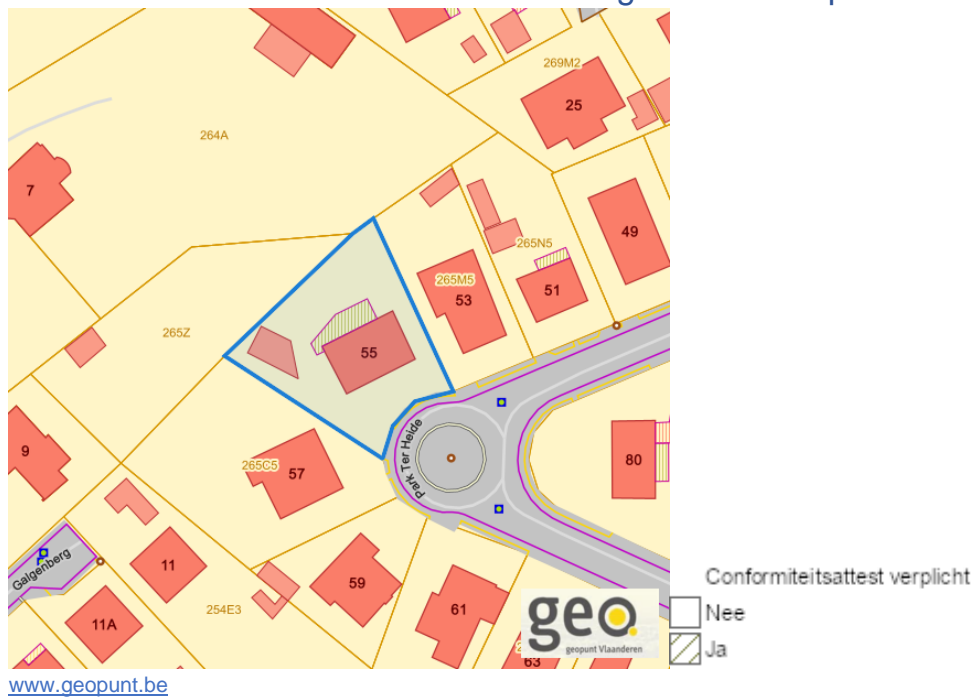 269M2
25
264A
7
49
265N5
265M5
53
51
265Z
55
Park Ter Heide
9
265C5
57
80
Galgenberg
11
59
254E3
61
11A
63
geo.
geopunt Vlaanderen
Conformiteitsattest verplicht
Nee
Ja
www.geopunt.be